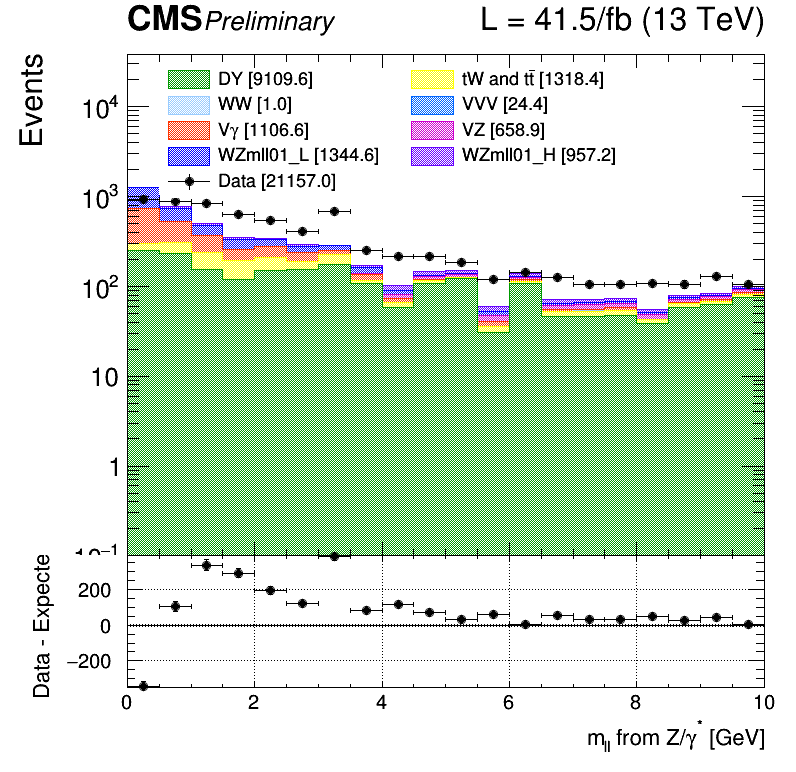 CMS Preliminary L = 41.5/fb (13 TeV)
Events
DY [9109.6] tW and tt̄ [1318.4]
WW [1.0] VVV [24.4]
Vγ [1106.6] VZ [658.9]
WZmll01_L [1344.6] WZmll01_H [957.2]
Data [21157.0]
10⁴
10³
10²
10
1
10⁻¹
Data - Expecte
200
0
−200
0 2 4 6 8 10
m_ll from Z/γ* [GeV]